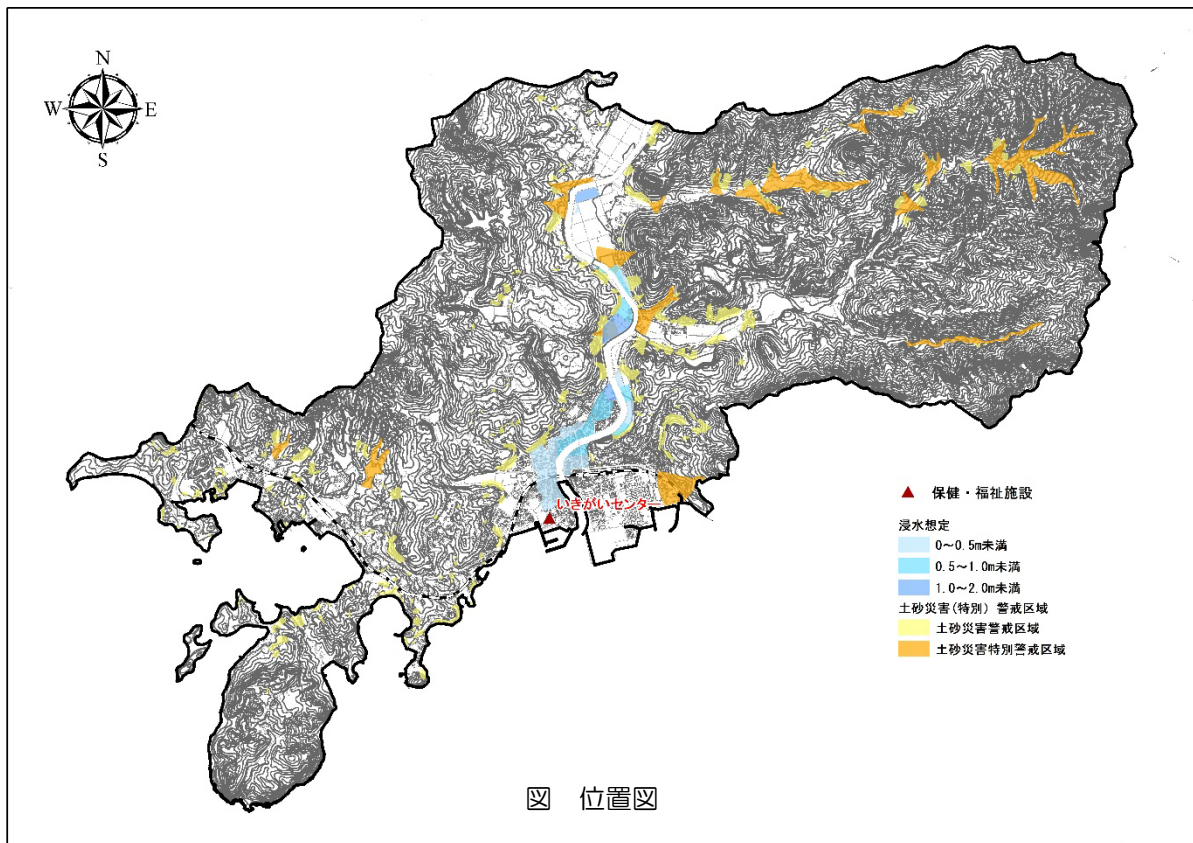 N
W
E
S
いきがいセンター
保健・福祉施設
浸水想定
0～0.5m未満
0.5～1.0m未満
1.0～2.0m未満
土砂災害(特別) 警戒区域
土砂災害警戒区域
土砂災害特別警戒区域
図　位置図